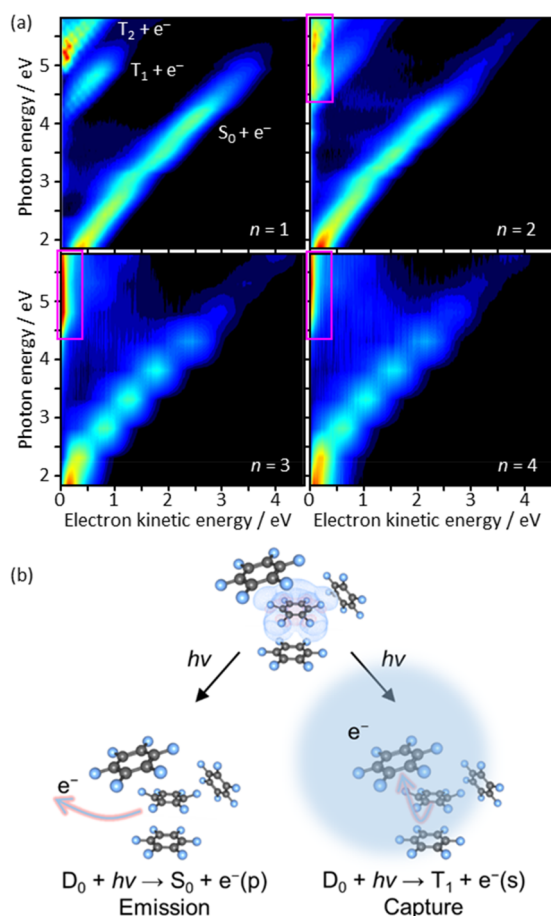 (a)
T₂ + e⁻
T₁ + e⁻
S₀ + e⁻
n = 1
n = 2
Photon energy / eV
5
4
3
2
n = 3
n = 4
Photon energy / eV
5
4
3
2
0 1 2 3 4
0 1 2 3 4
Electron kinetic energy / eV
Electron kinetic energy / eV
(b)
hν
hν
e⁻
e⁻
D₀ + hν → S₀ + e⁻(p)
Emission
D₀ + hν → T₁ + e⁻(s)
Capture